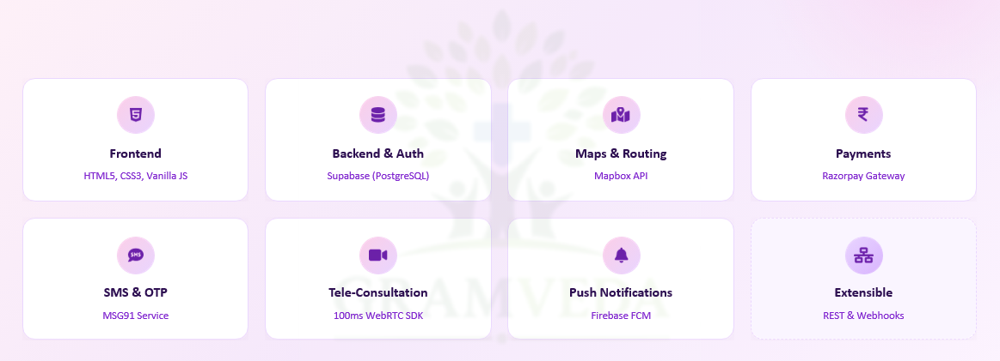 Frontend
HTML5, CSS3, Vanilla JS
Backend & Auth
Supabase (PostgreSQL)
Maps & Routing
Mapbox API
₹
Payments
Razorpay Gateway
SMS
SMS & OTP
MSG91 Service
Tele-Consultation
100ms WebRTC SDK
Push Notifications
Firebase FCM
Extensible
REST & Webhooks
GRAMVEDA